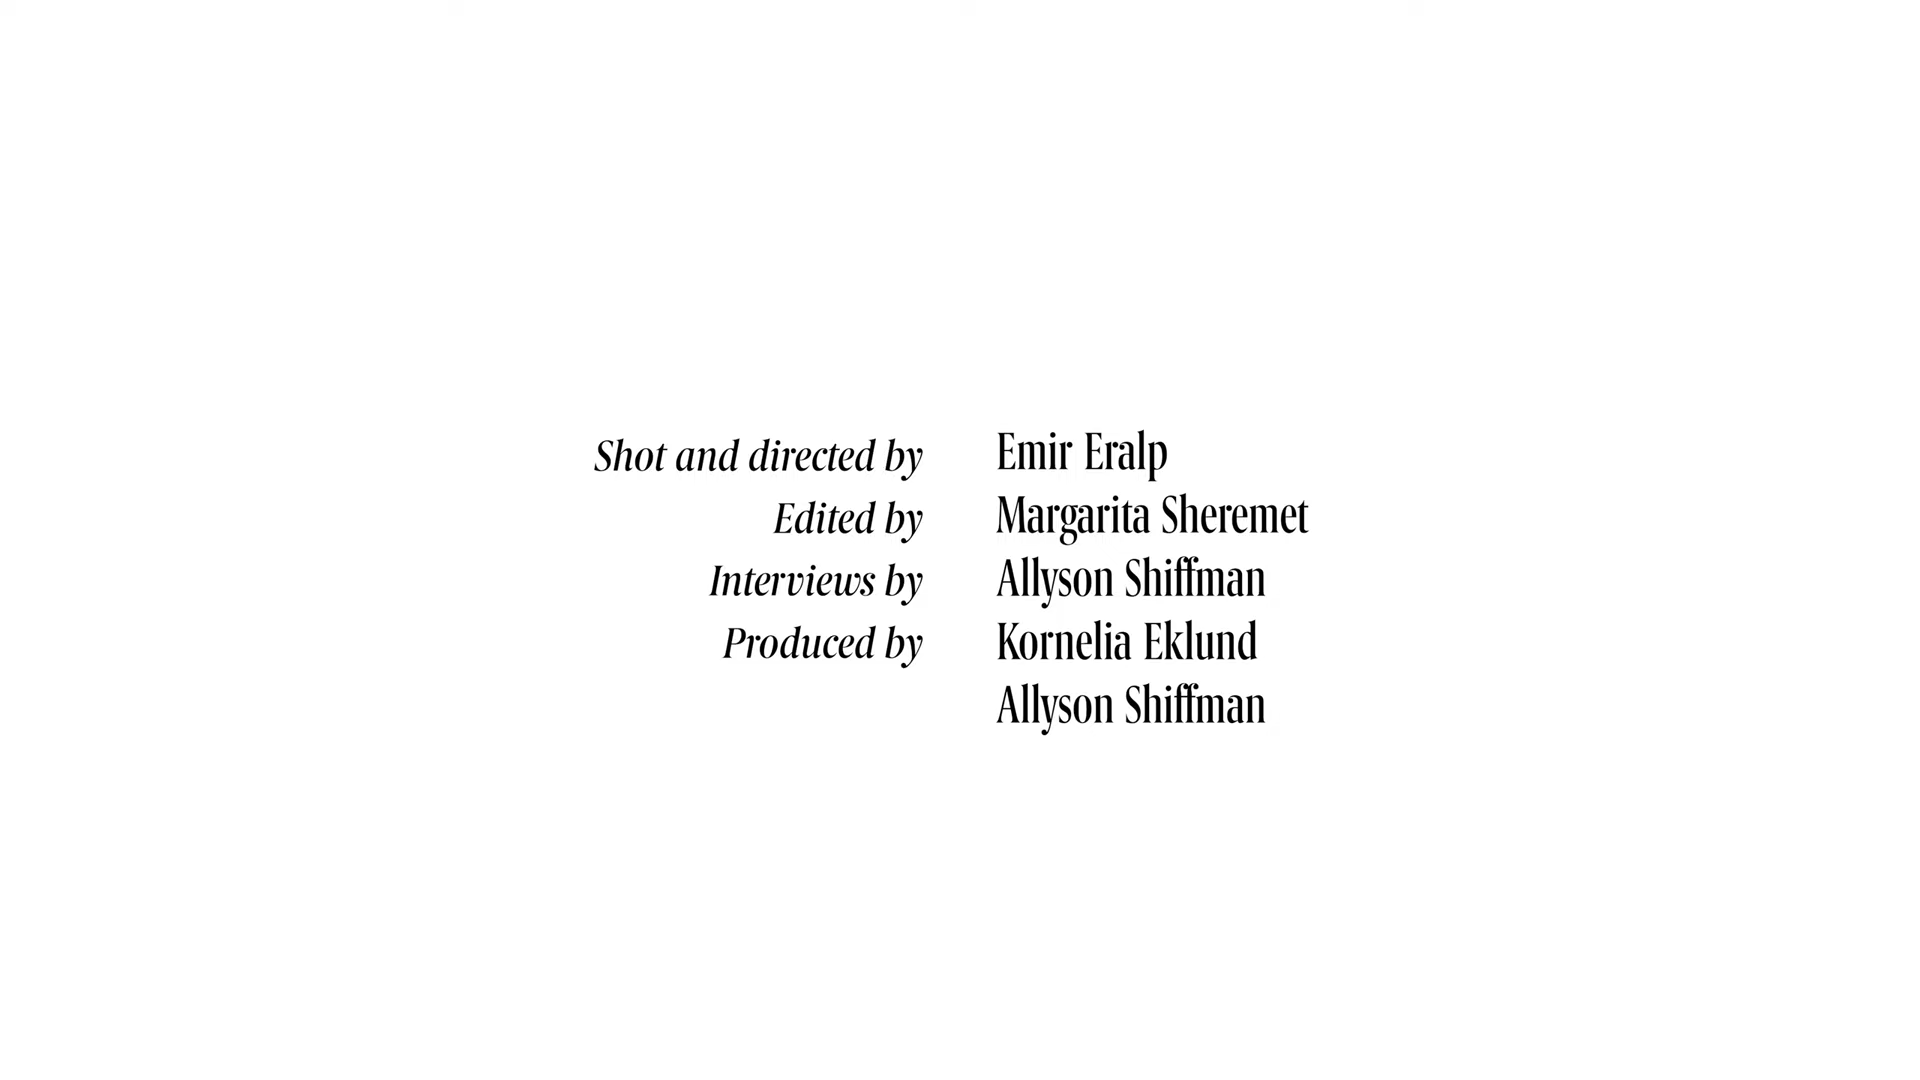 Shot and directed by Emir Eralp
Edited by Margarita Sheremet
Interviews by Allyson Shiffman
Produced by Kornelia Eklund
Allyson Shiffman